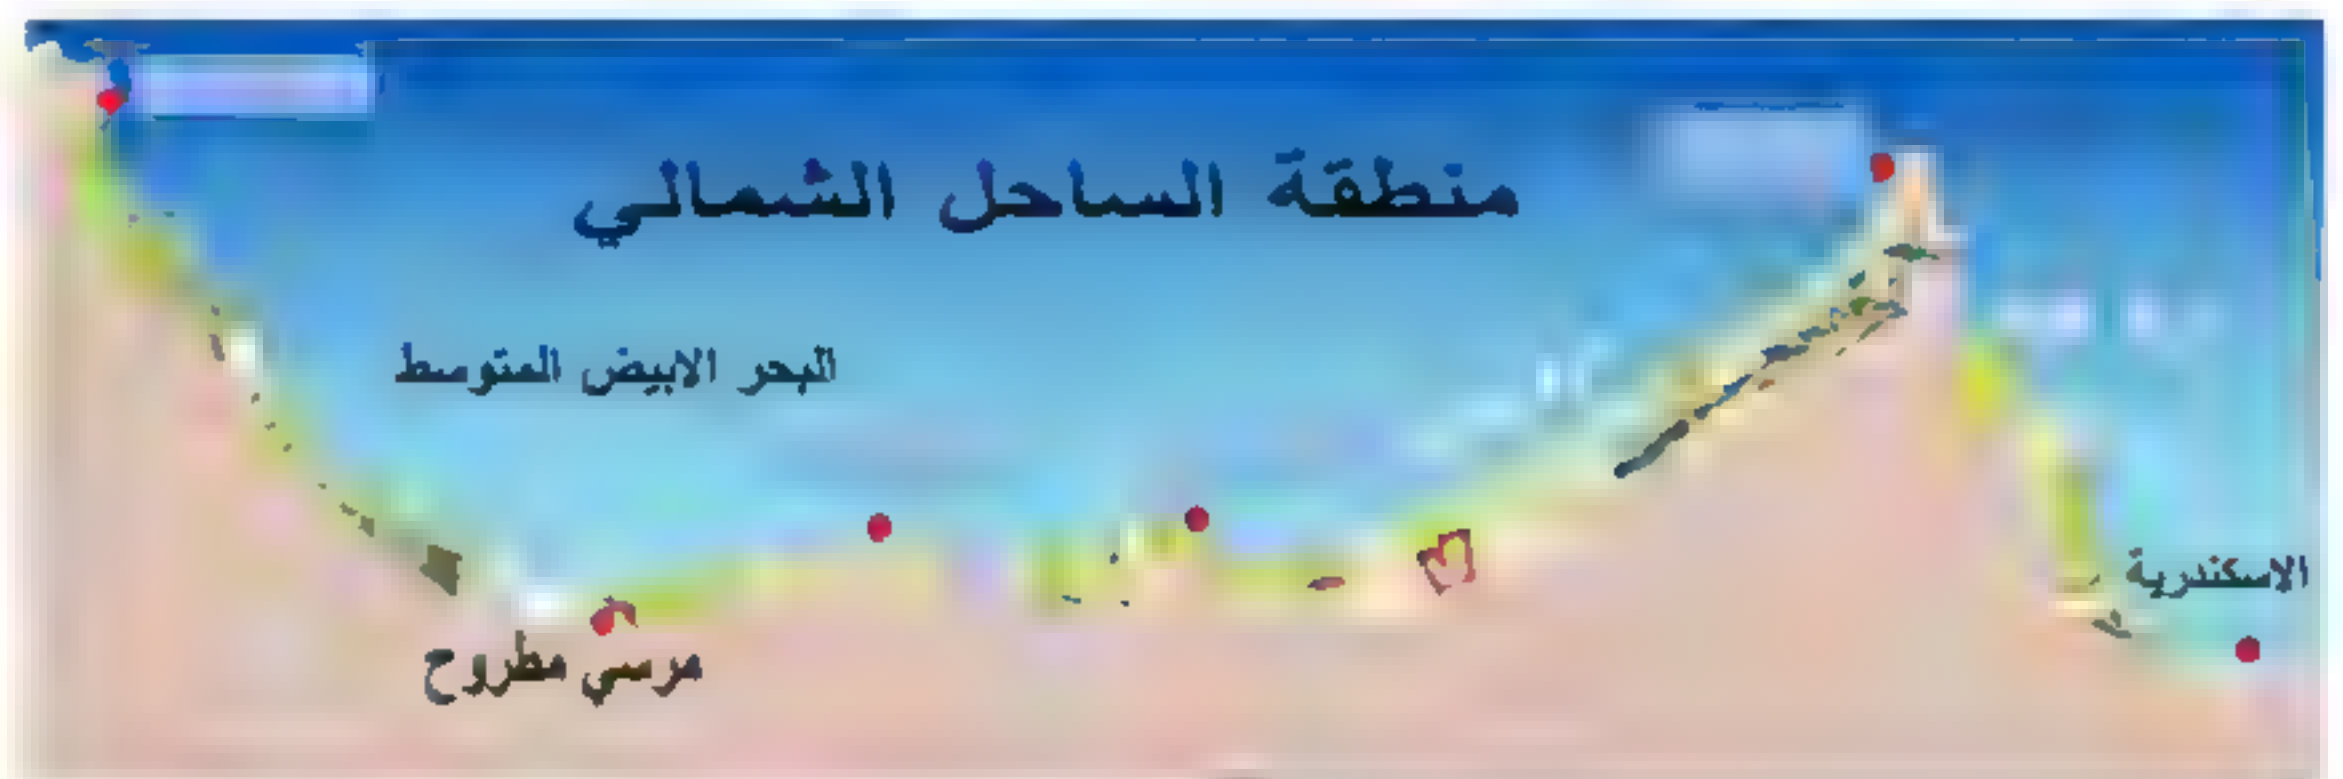 منطقة الساحل الشمالي
البحر الابيض المتوسط
الاسكندرية
مرسي مطروح